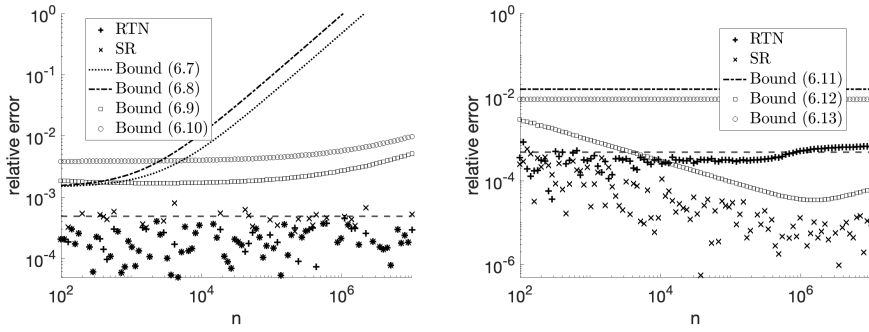 10^0
10^-1
10^-2
10^-3
10^-4
relative error
RTN
SR
Bound (6.7)
Bound (6.8)
Bound (6.9)
Bound (6.10)
10^2
10^4
10^6
n
10^0
10^-2
10^-4
10^-6
relative error
RTN
SR
Bound (6.11)
Bound (6.12)
Bound (6.13)
10^2
10^4
10^6
n